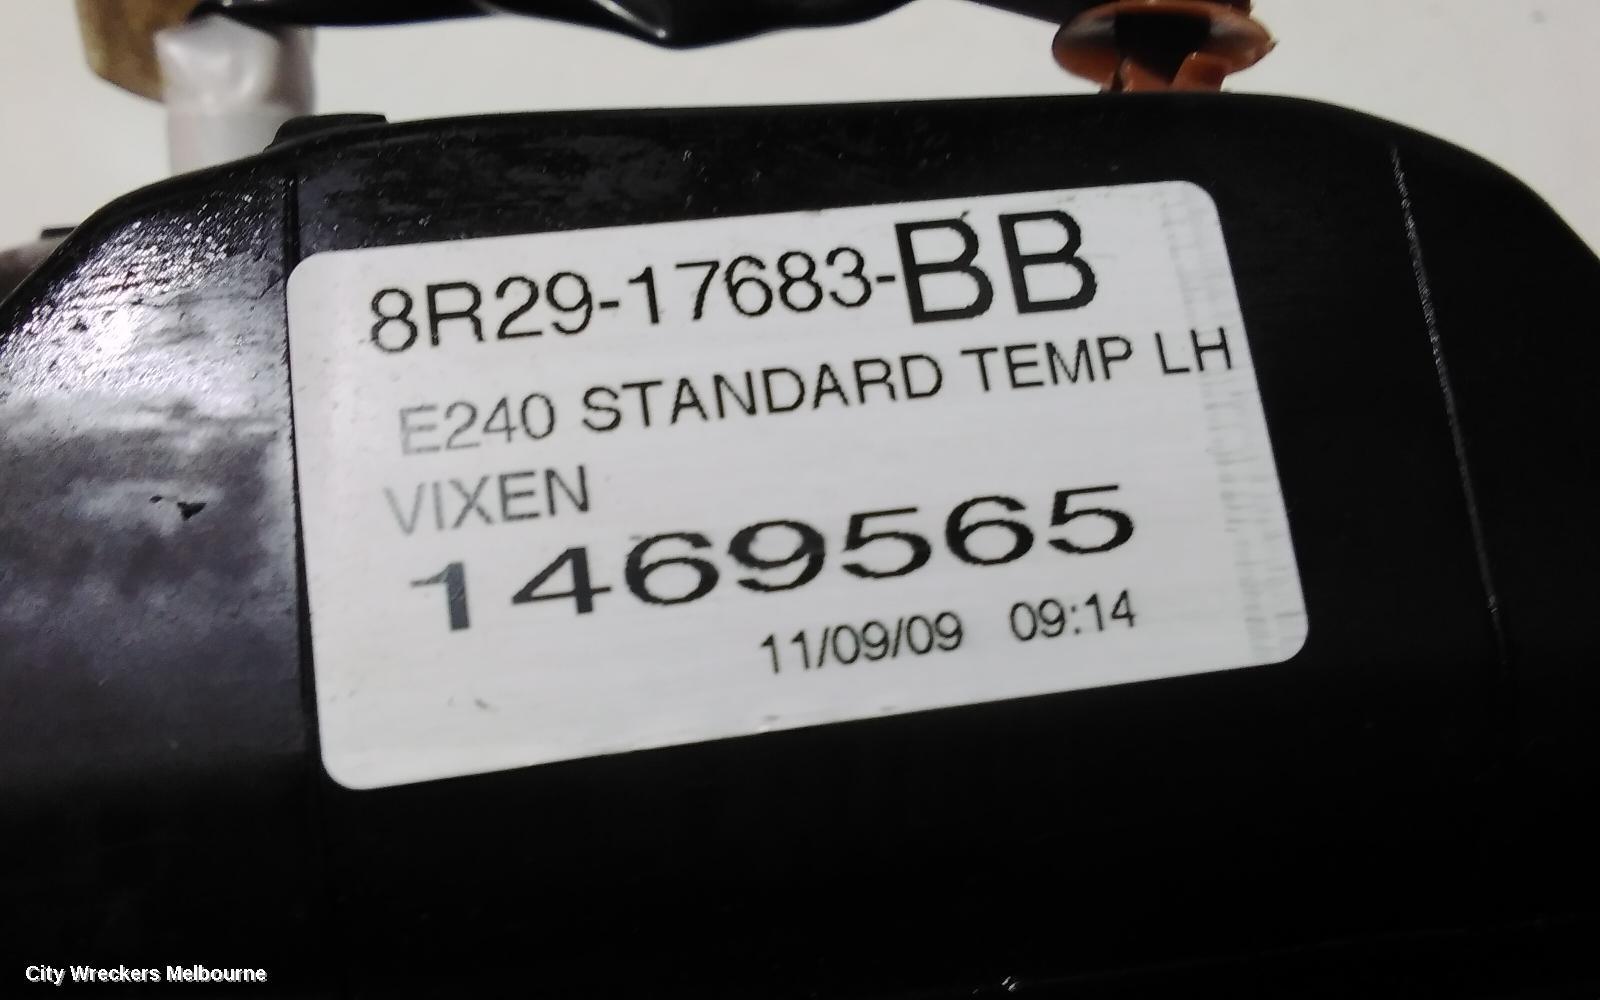 8R29-17683-BB
E240 STANDARD TEMP LH
VIXEN
1469565
11/09/09 09:14
City Wreckers Melbourne